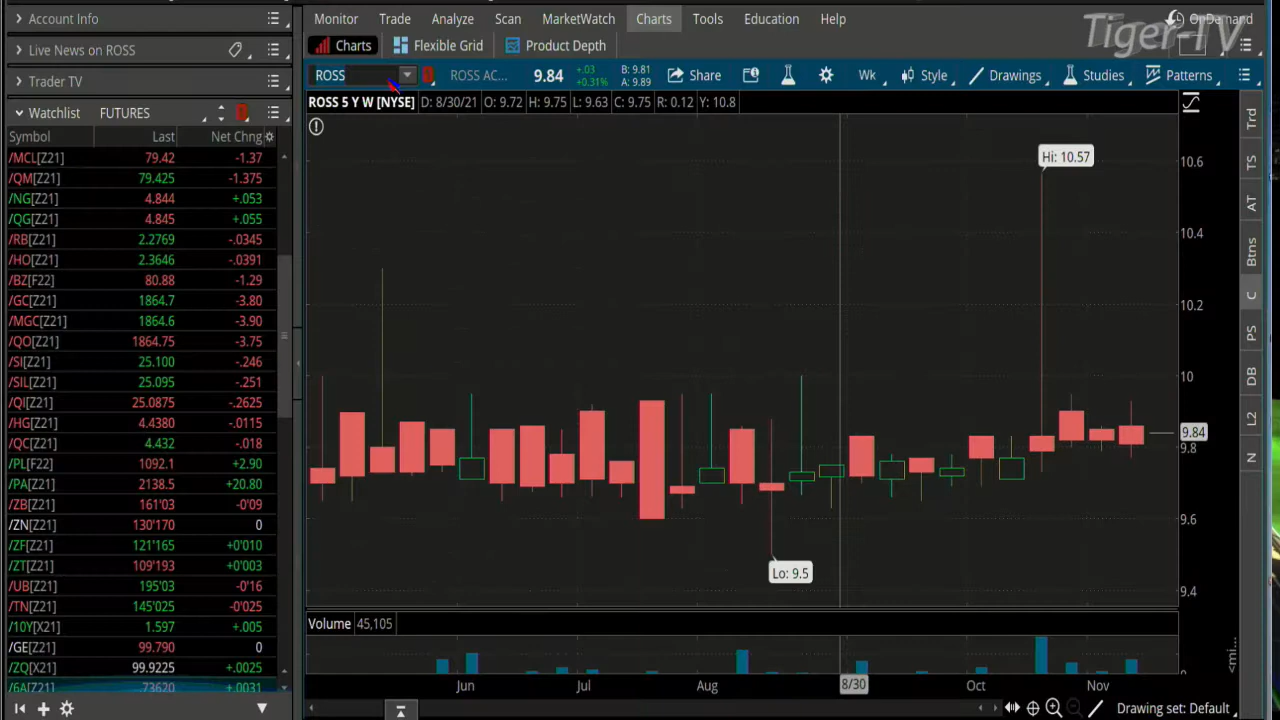 Account Info
Live News on ROSS
Trader TV
Watchlist FUTURES
Symbol Last Net Chng
/MCL[Z21] 79.42 -1.37
/QM[Z21] 79.425 -1.375
/NG[Z21] 4.844 +.053
/QG[Z21] 4.845 +.055
/RB[Z21] 2.2769 -.0345
/HO[Z21] 2.3646 -.0391
/BZ[F22] 80.88 -1.29
/GC[Z21] 1864.7 -3.80
/MGC[Z21] 1864.6 -3.90
/QO[Z21] 1864.75 -3.75
/SI[Z21] 25.100 -.246
/SIL[Z21] 25.095 -.251
/QI[Z21] 25.0875 -.2625
/HG[Z21] 4.4380 -.0115
/QC[Z21] 4.432 -.018
/PL[F22] 1092.1 +2.90
/PA[Z21] 2138.5 +20.80
/ZB[Z21] 161'03 -0'09
/ZN[Z21] 130'170 0
/ZF[Z21] 121'165 +0'010
/ZT[Z21] 109'193 +0'003
/UB[Z21] 195'03 -0'16
/TN[Z21] 145'025 -0'025
/10Y[X21] 1.597 +.005
/GE[Z21] 99.790 0
/ZQ[X21] 99.9225 +.0025
/6A[Z21] .73620 +.0031
Monitor Trade Analyze Scan MarketWatch Charts Tools Education Help
OnDemand
Tiger-TV
Charts Flexible Grid Product Depth
ROSS ROSS AC... 9.84 +.03 +0.31% B: 9.81 A: 9.89 Share Wk Style Drawings Studies Patterns
ROSS 5 Y W [NYSE] D: 8/30/21 O: 9.72 H: 9.75 L: 9.63 C: 9.75 R: 0.12 Y: 10.8
Hi: 10.57
Lo: 9.5
10.6
10.4
10.2
10
9.84
9.8
9.6
9.4
Volume 45,105
0
Jun Jul Aug 8/30 Oct Nov
Drawing set: Default
Trd
TS
AT
Btns
C
PS
DB
L2
N
<mi...